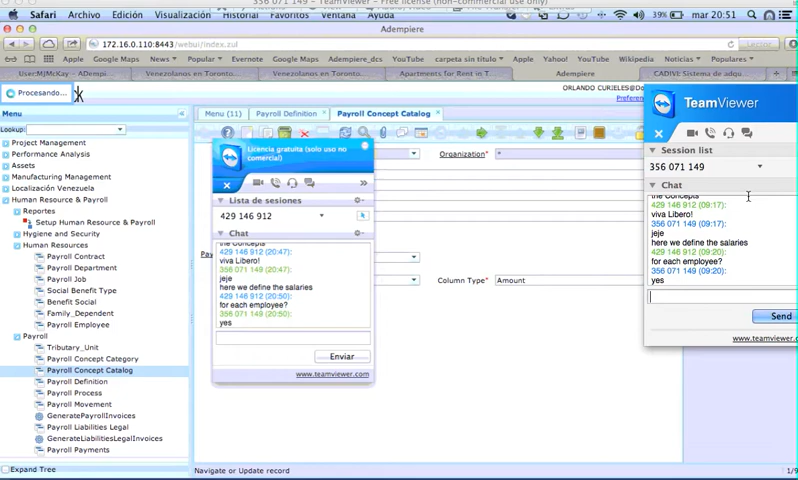 356 071 149 - TeamViewer - Free license (non-commercial use only)
Safari Archivo Edición Visualización Historial Favoritos Ventana Ayuda 39% mar 20:51
Adempiere
172.16.0.110:8443/webui/index.zul
Lector
Apple Google Maps News Popular Evernote Google Maps YouTube Adempiere_dcs carpeta sin título Apple Yahoo! YouTube Wikipedia Noticias Populares
User:MJMcKay – ADempi... Venezolanos en Toronto... Venezolanos en Toronto... Apartments for Rent in T... Adempiere CADIVI: Sistema de adqu...
Procesando...
ORLANDO CURIELES@
Preferen
Menu
Lookup:
Project Management
Performance Analysis
Assets
Manufacturing Management
Localización Venezuela
Human Resource & Payroll
Reportes
Setup Human Resource & Payroll
Hygiene and Security
Human Resources
Payroll Contract
Payroll Department
Payroll Job
Social Benefit Type
Benefit Social
Family_Dependent
Payroll Employee
Payroll
Tributary_Unit
Payroll Concept Category
Payroll Concept Catalog
Payroll Definition
Payroll Process
Payroll Movement
GeneratePayrollInvoices
Payroll Liabilities Legal
GenerateLiabilitiesLegalInvoices
Payroll Payments
Expand Tree
Menu (11) Payroll Definition Payroll Concept Catalog
Organization*
Column Type* Amount
Navigate or Update record
1/9
Licencia gratuita (solo uso no comercial)
Lista de sesiones
429 146 912
Chat
the Concepts
429 146 912 (20:47):
viva Libero!
356 071 149 (20:47):
jeje
here we define the salaries
429 146 912 (20:50):
for each employee?
356 071 149 (20:50):
yes
Enviar
www.teamviewer.com
TeamViewer
Session list
356 071 149
Chat
the Concepts
429 146 912 (09:17):
viva Libero!
356 071 149 (09:17):
jeje
here we define the salaries
429 146 912 (09:20):
for each employee?
356 071 149 (09:20):
yes
Send
www.teamviewer.c